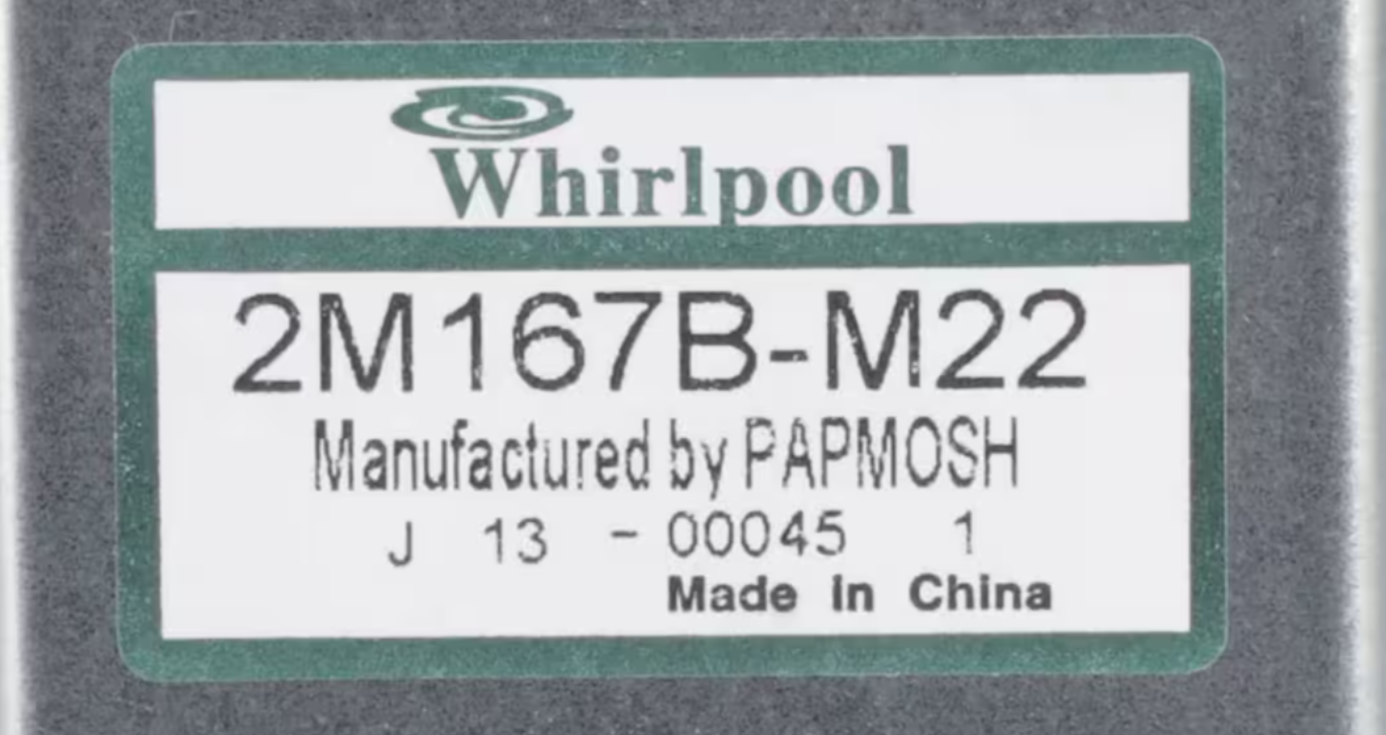 Whirlpool
2M167B-M22
Manufactured by PAPMOSH
J 13 - 00045 1
Made in China